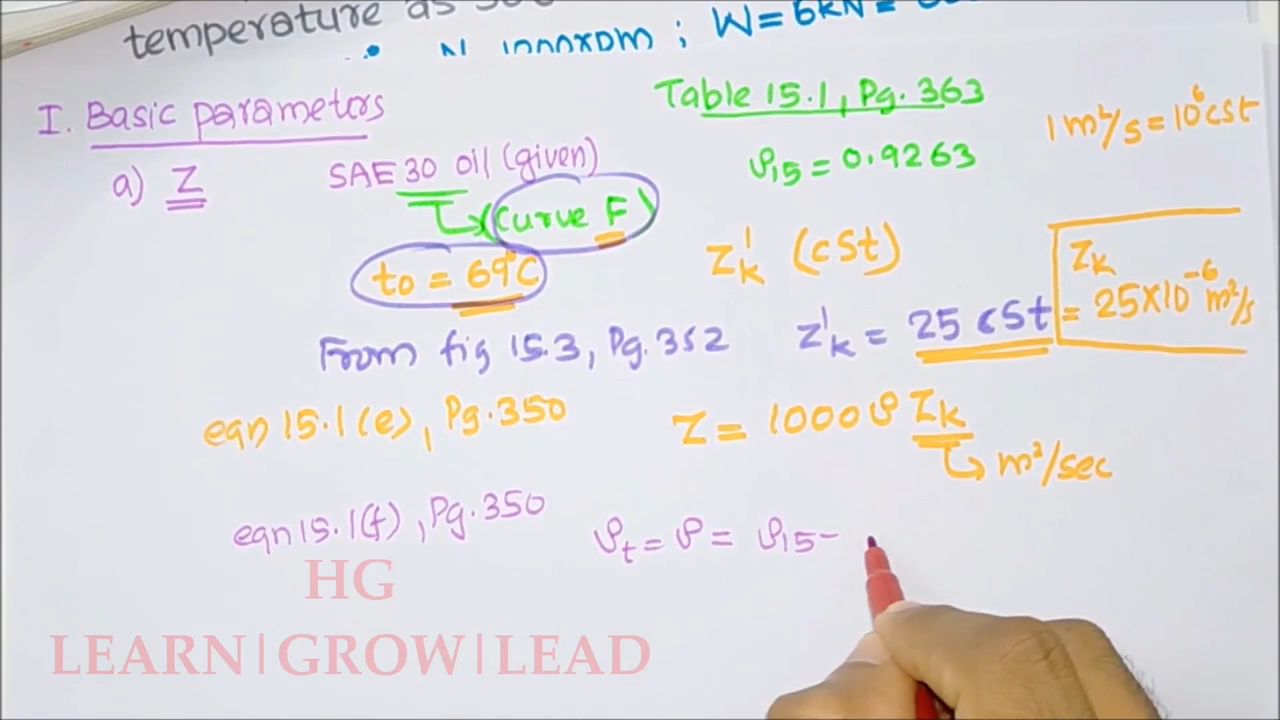 temperature as
N 1000rpm ; W = 6kN =
I. Basic parameters
Table 15.1, Pg. 363
1 m²/s = 10⁶ cSt
a) Z
SAE 30 oil (given)
ρ15 = 0.9263
(curve F)
Zk' (cSt)
to = 69°C
Zk
= 25×10⁻⁶ m²/s
From fig 15.3, Pg. 352
Z'k = 25 cSt
eqn 15.1(e), Pg. 350
Z = 1000 ρ Zk
m²/sec
eqn 15.1(f), Pg. 350
ρt = ρ = ρ15 -
HG
LEARN|GROW|LEAD